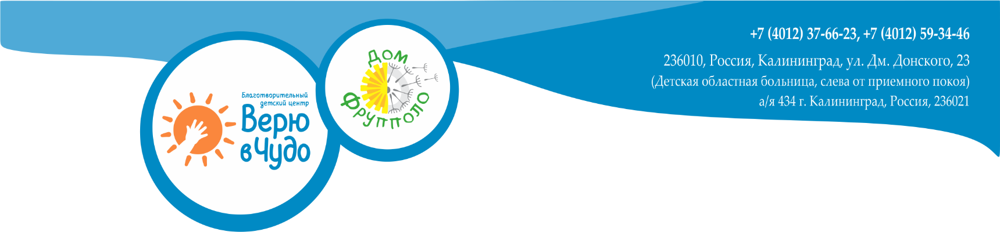 Благотворительный
детский центр
Верю
в Чудо
Дом
Фрупполо
+7 (4012) 37-66-23, +7 (4012) 59-34-46
236010, Россия, Калининград, ул. Дм. Донского, 23
(Детская областная больница, слева от приемного покоя)
а/я 434 г. Калининград, Россия, 236021